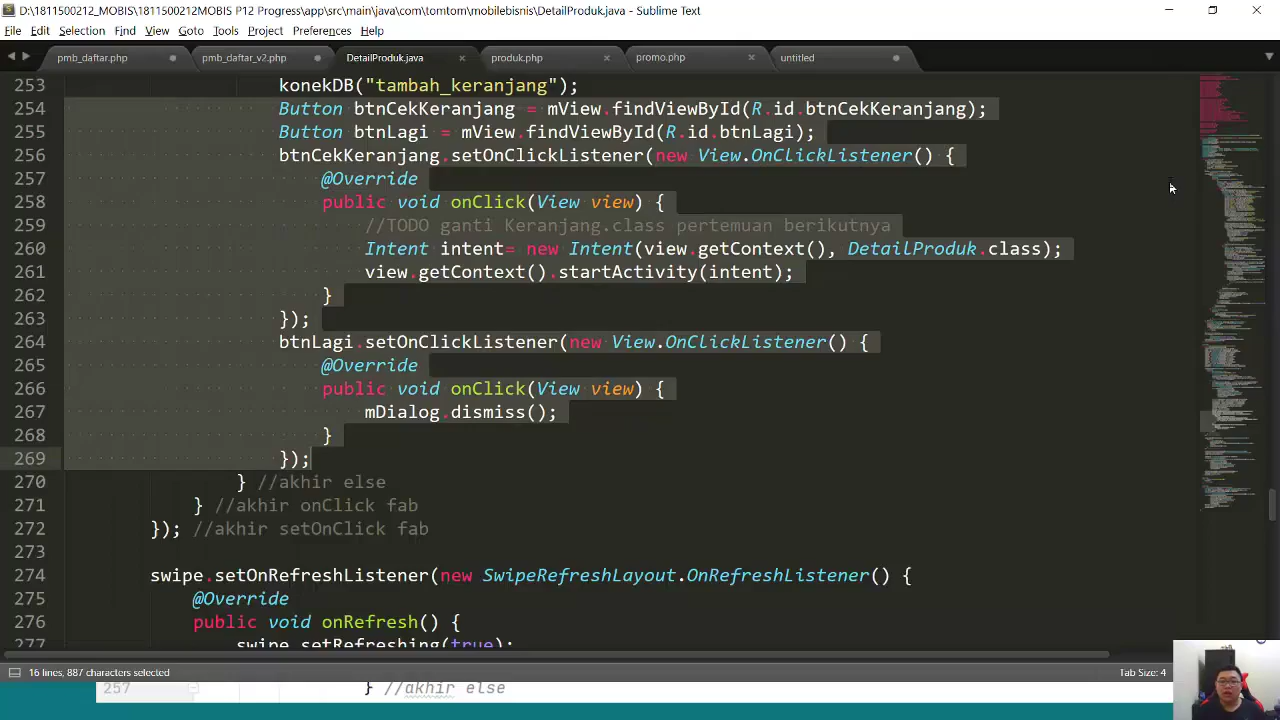 D:\1811500212_MOBIS\1811500212MOBIS P12 Progress\app\src\main\java\com\tomtom\mobilebisnis\DetailProduk.java - Sublime Text
File Edit Selection Find View Goto Tools Project Preferences Help
pmb_daftar.php pmb_daftar_v2.php DetailProduk.java produk.php promo.php untitled
253 konekDB("tambah_keranjang");
254 Button btnCekKeranjang = mView.findViewById(R.id.btnCekKeranjang);
255 Button btnLagi = mView.findViewById(R.id.btnLagi);
256 btnCekKeranjang.setOnClickListener(new View.OnClickListener() {
257 @Override
258 public void onClick(View view) {
259 //TODO ganti Keranjang.class pertemuan berikutnya
260 Intent intent= new Intent(view.getContext(), DetailProduk.class);
261 view.getContext().startActivity(intent);
262 }
263 });
264 btnLagi.setOnClickListener(new View.OnClickListener() {
265 @Override
266 public void onClick(View view) {
267 mDialog.dismiss();
268 }
269 });
270 } //akhir else
271 } //akhir onClick fab
272 }); //akhir setOnClick fab
273
274 swipe.setOnRefreshListener(new SwipeRefreshLayout.OnRefreshListener() {
275 @Override
276 public void onRefresh() {
277 swipe.setRefreshing(true);
16 lines, 887 characters selected Tab Size: 4
257 } //akhir else